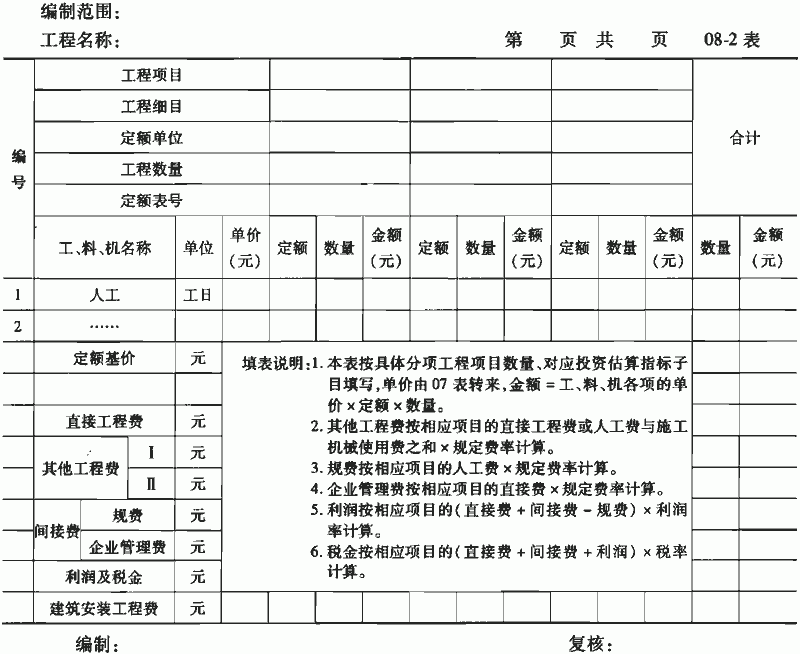 编制范围:
工程名称: 第 页 共 页 08-2 表
编号 工程项目 合计
工程细目
定额单位
工程数量
定额表号
工、料、机名称 单位 单价(元) 定额 数量 金额(元) 定额 数量 金额(元) 定额 数量 金额(元) 数量 金额(元)
1 人工 工日
2 ……
定额基价 元
直接工程费 元
其他工程费 Ⅰ 元
Ⅱ 元
间接费 规费 元
企业管理费 元
利润及税金 元
建筑安装工程费 元
填表说明:1. 本表按具体分项工程项目数量、对应投资估算指标子
目填写,单价由 07 表转来,金额 = 工、料、机各项的单
价×定额×数量。
2. 其他工程费按相应项目的直接工程费或人工费与施工
机械使用费之和×规定费率计算。
3. 规费按相应项目的人工费×规定费率计算。
4. 企业管理费按相应项目的直接费×规定费率计算。
5. 利润按相应项目的(直接费+间接费-规费)×利润
率计算。
6. 税金按相应项目的(直接费+间接费+利润)×税率
计算。
编制: 复核: